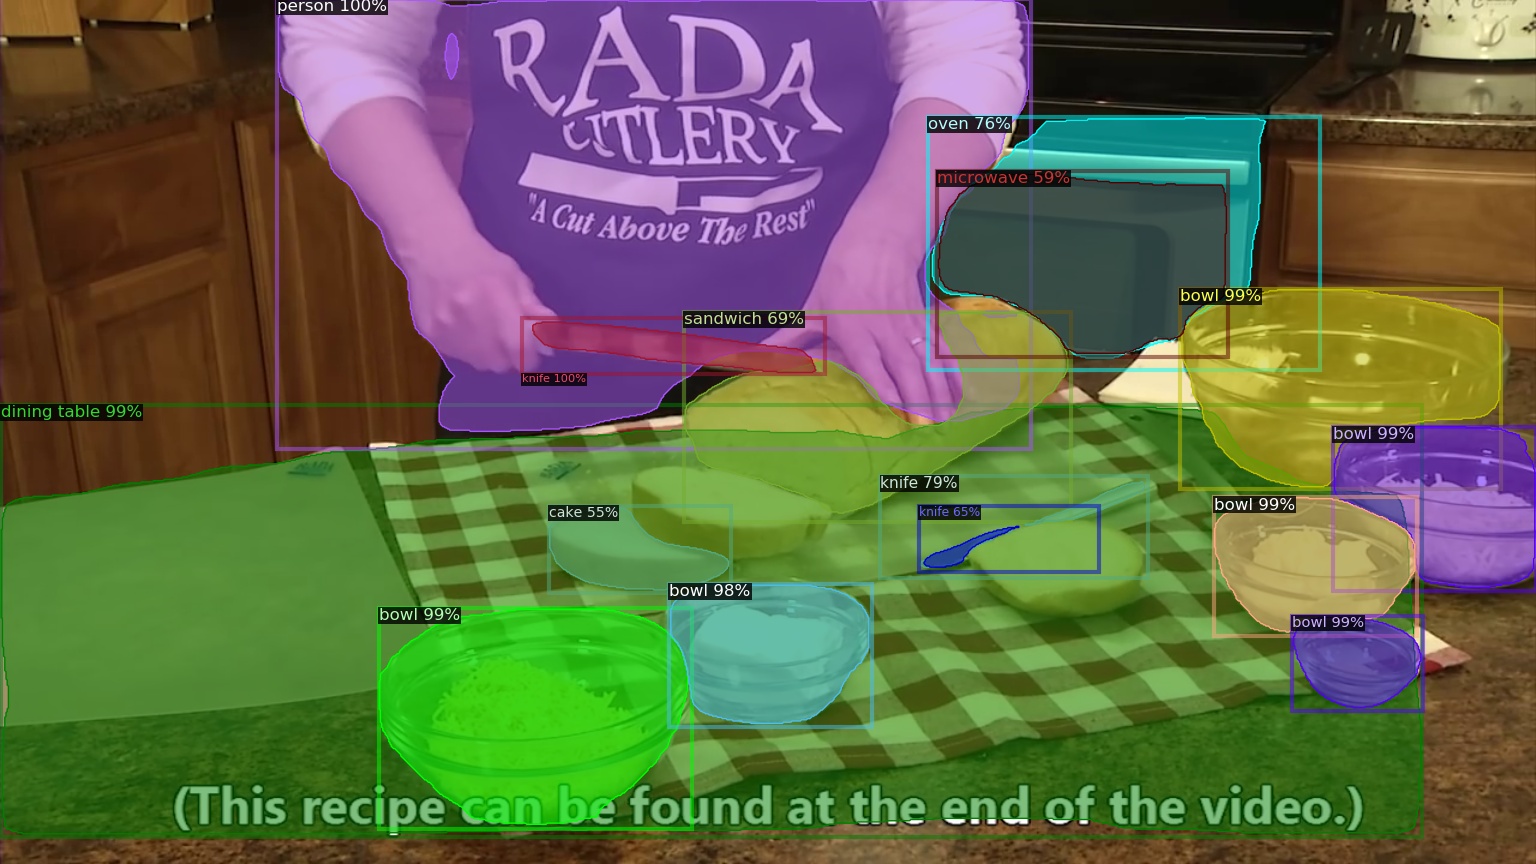 person 100%
RADA
CUTLERY
"A Cut Above The Rest"
oven 76%
microwave 59%
bowl 99%
sandwich 69%
knife 100%
dining table 99%
bowl 99%
knife 79%
bowl 99%
cake 55%
knife 65%
bowl 98%
bowl 99%
bowl 99%
(This recipe can be found at the end of the video.)